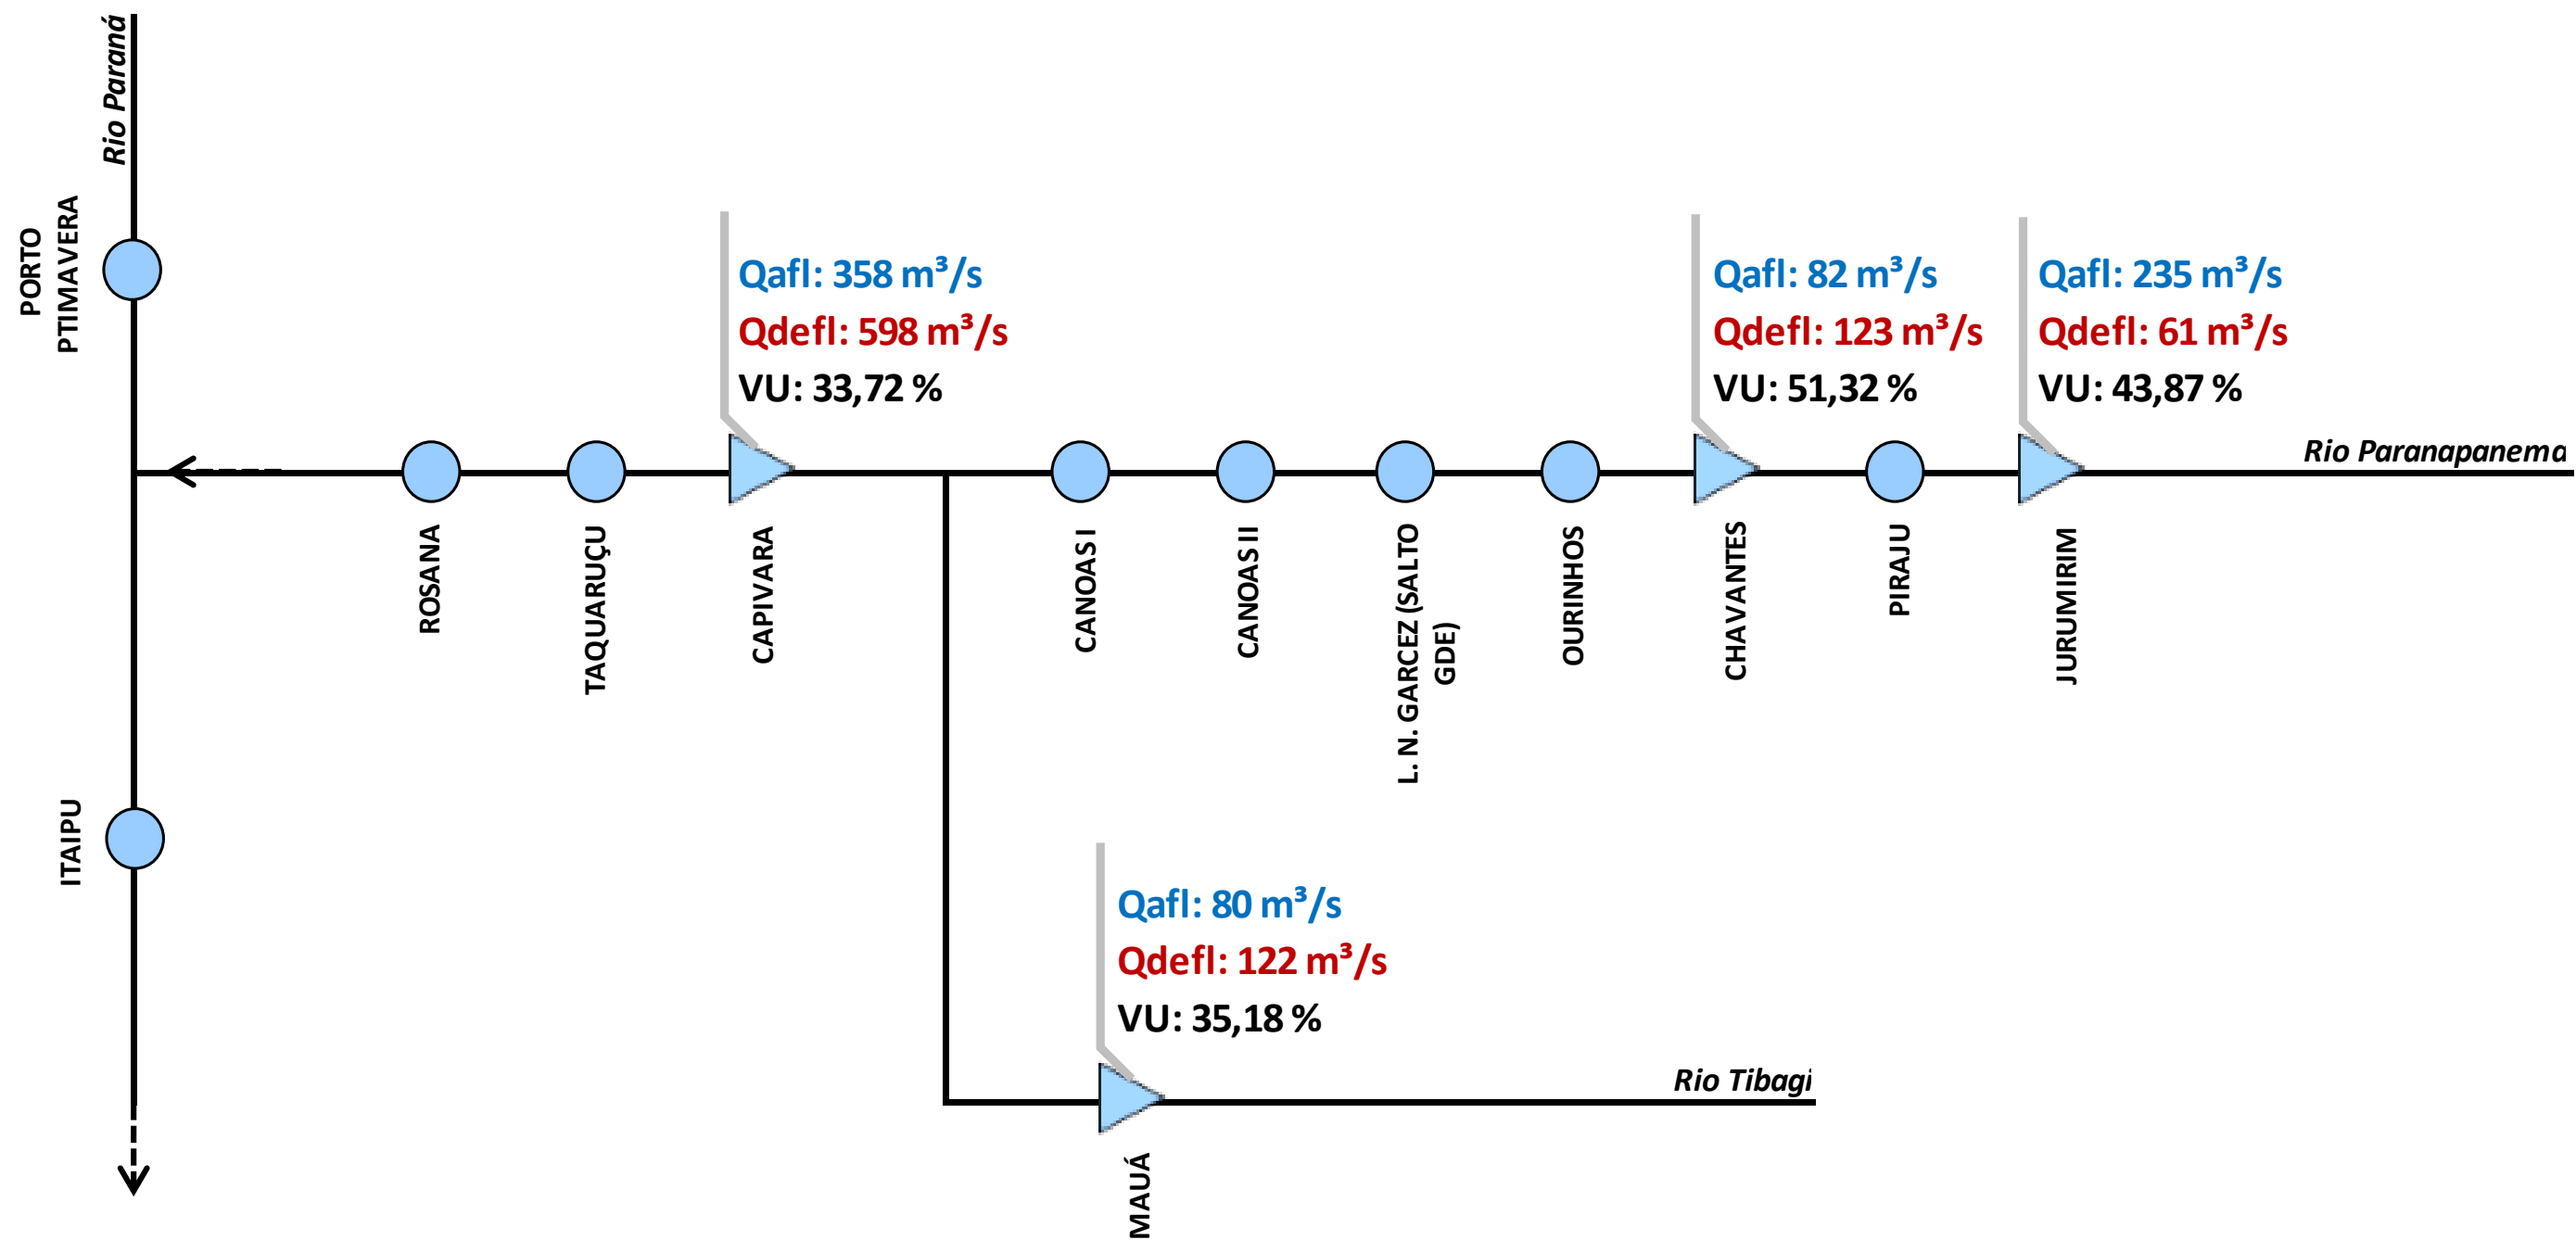 Rio Paraná
PORTO
PTIMAVERA
Qafl: 358 m³/s
Qdefl: 598 m³/s
VU: 33,72 %
Qafl: 82 m³/s
Qdefl: 123 m³/s
VU: 51,32 %
Qafl: 235 m³/s
Qdefl: 61 m³/s
VU: 43,87 %
Rio Paranapanema
ROSANA
TAQUARUÇU
CAPIVARA
CANOAS I
CANOAS II
L. N. GARCEZ (SALTO
GDE)
OURINHOS
CHAVANTES
PIRAJU
JURUMIRIM
ITAIPU
Qafl: 80 m³/s
Qdefl: 122 m³/s
VU: 35,18 %
Rio Tibagi
MAUÁ